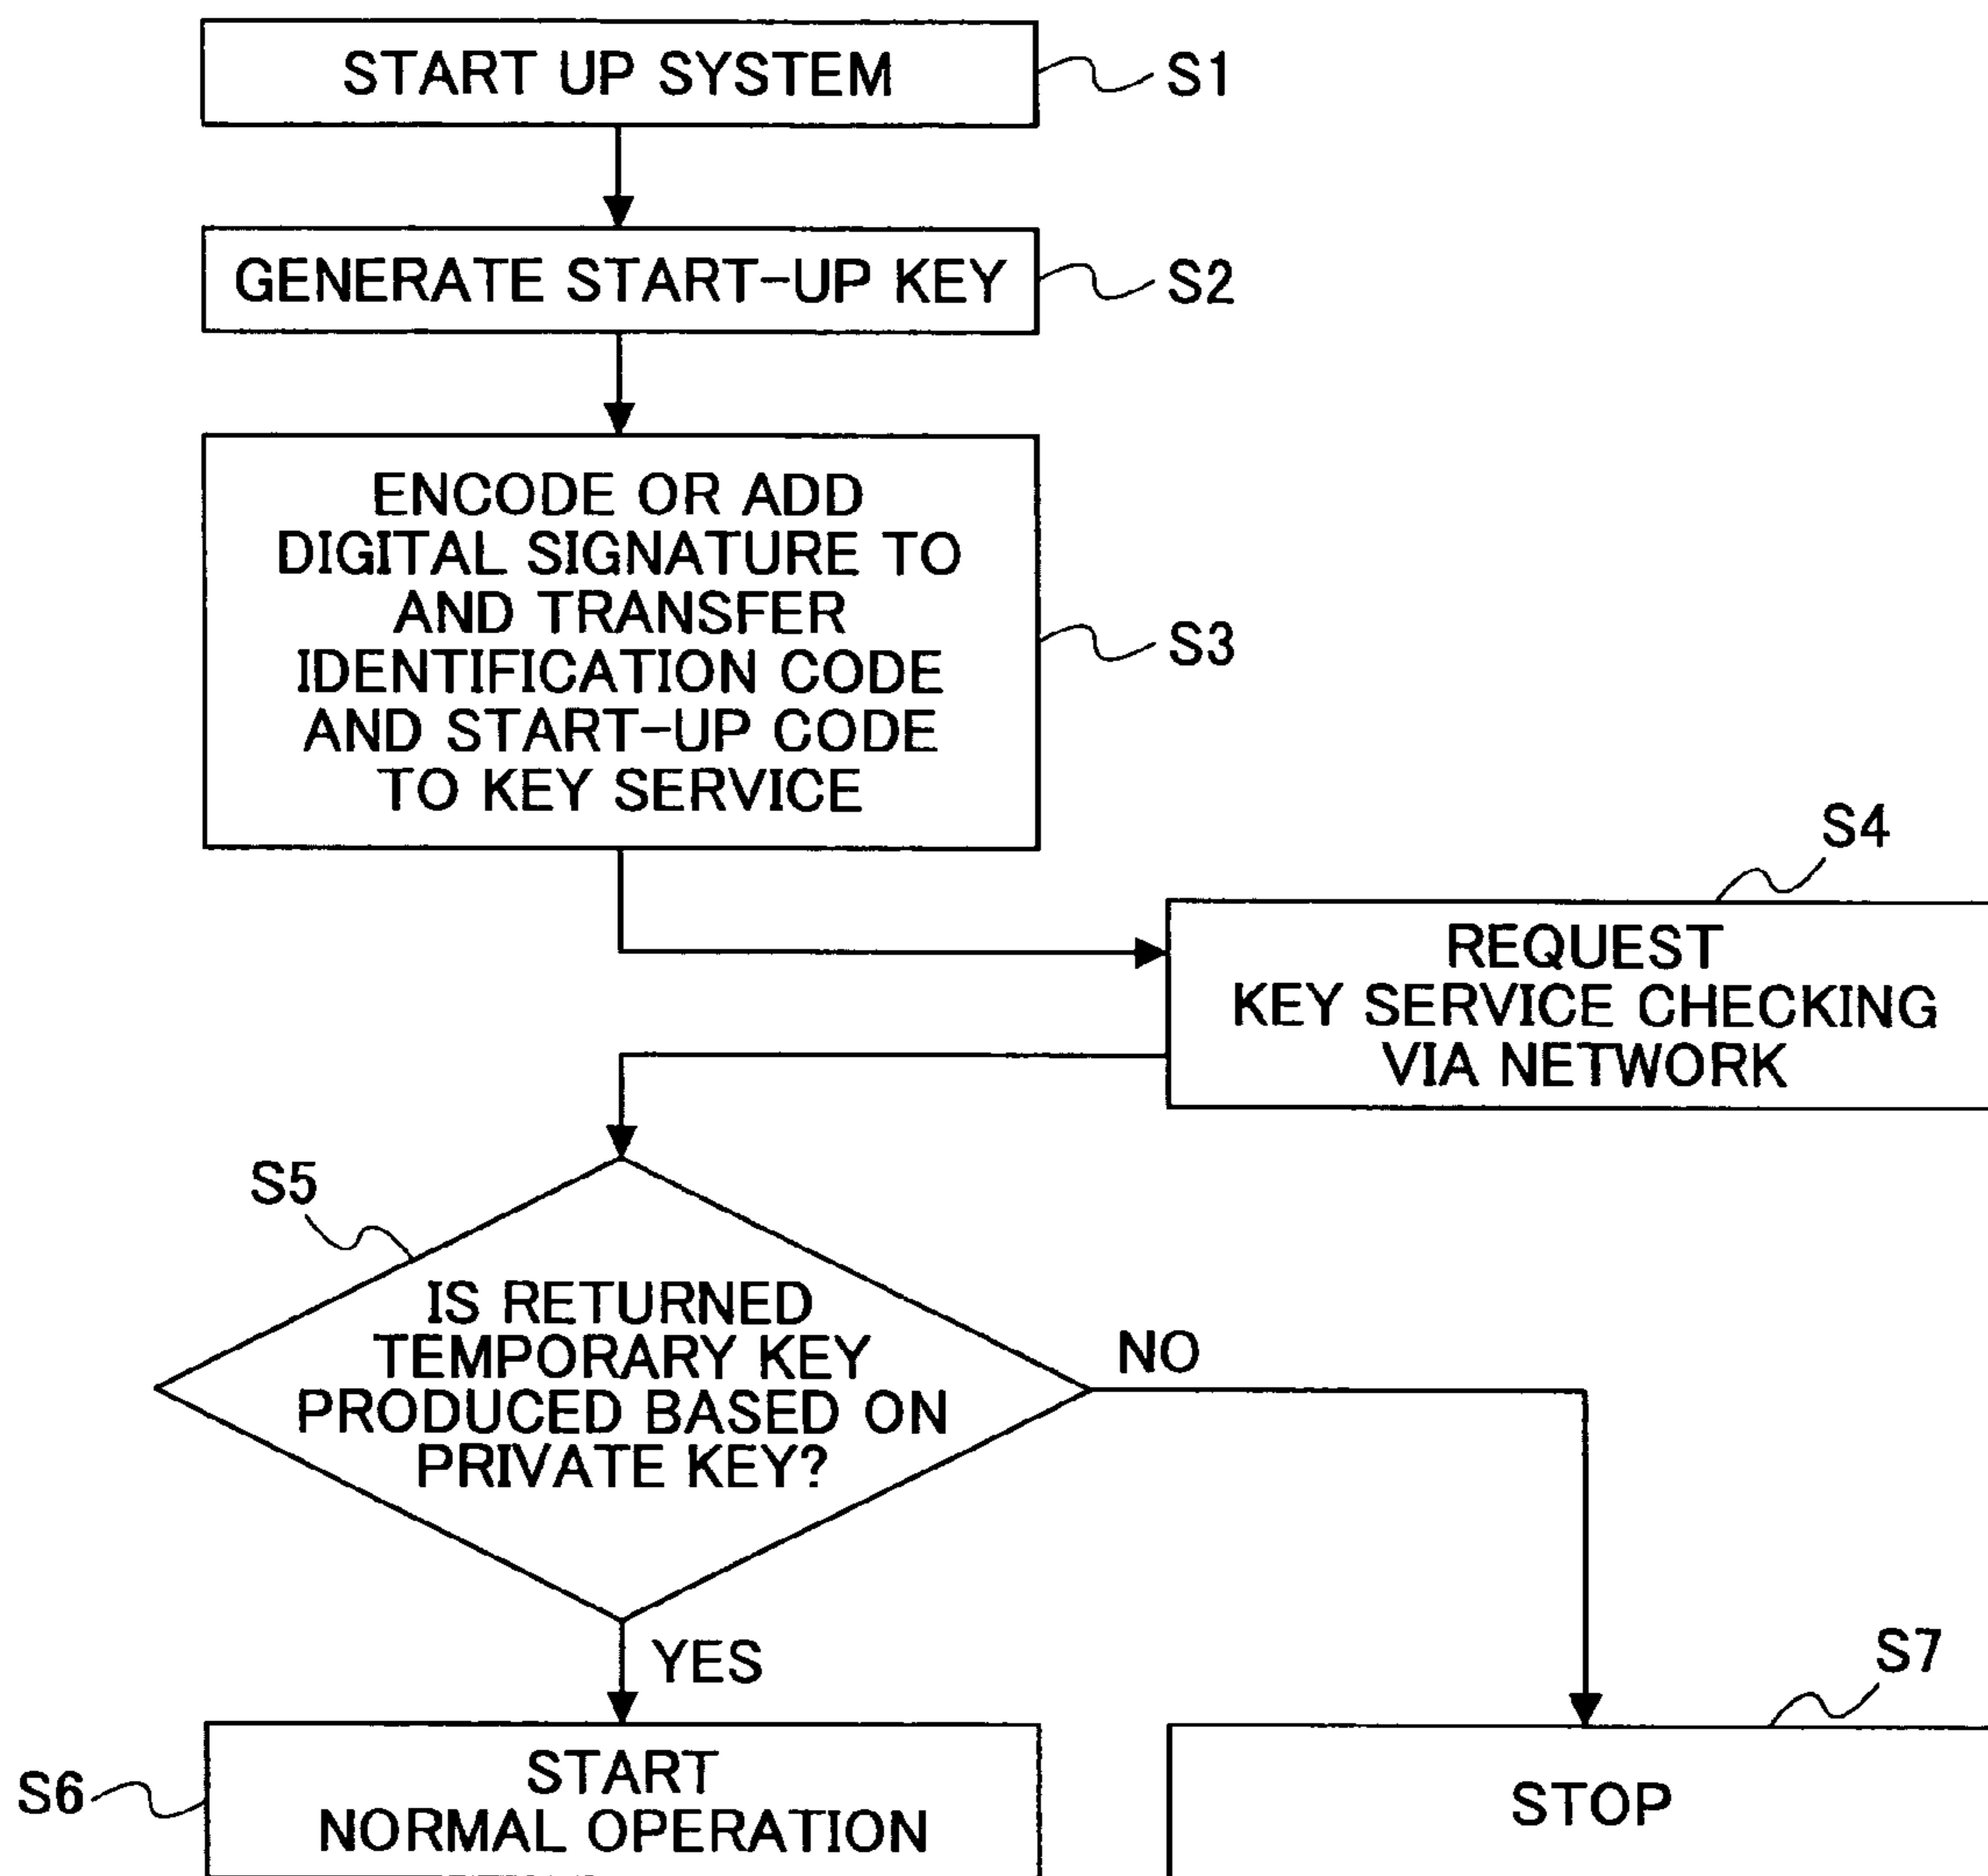 START UP SYSTEM
S1
GENERATE START-UP KEY
S2
ENCODE OR ADD
DIGITAL SIGNATURE TO
AND TRANSFER
IDENTIFICATION CODE
AND START-UP CODE
TO KEY SERVICE
S3
S4
REQUEST
KEY SERVICE CHECKING
VIA NETWORK
S5
IS RETURNED
TEMPORARY KEY
PRODUCED BASED ON
PRIVATE KEY?
NO
YES
S6
START
NORMAL OPERATION
S7
STOP